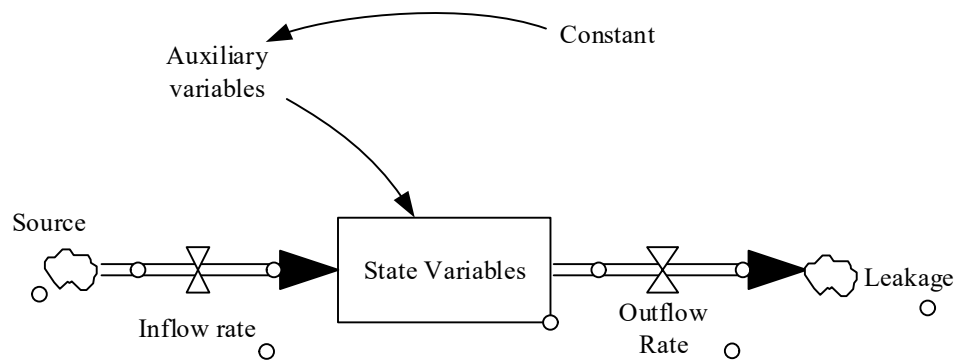 Constant
Auxiliary
variables
Source
State Variables
Leakage
Inflow rate
Outflow
Rate